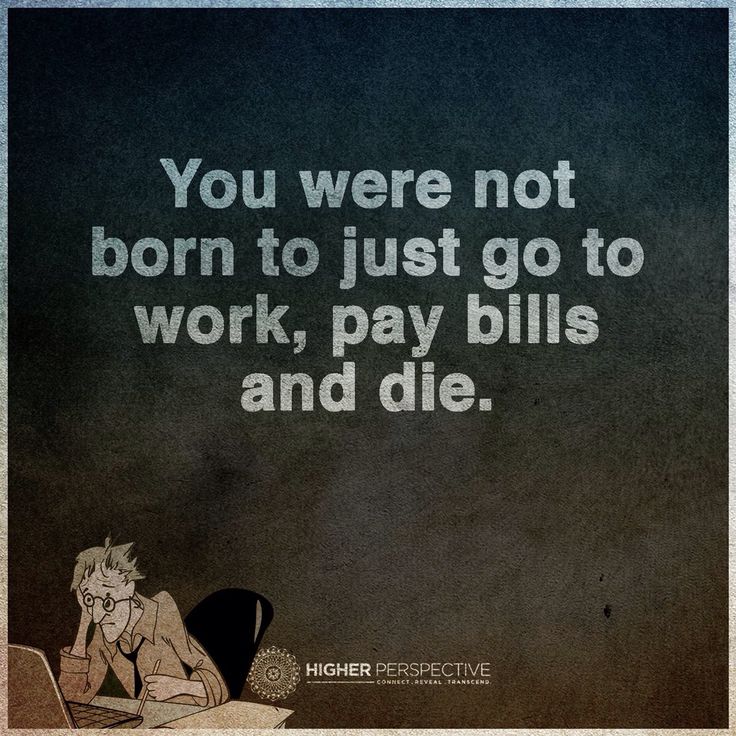 You were not
born to just go to
work, pay bills
and die.
HIGHER PERSPECTIVE
CONNECT . REVEAL . TRANSCEND.